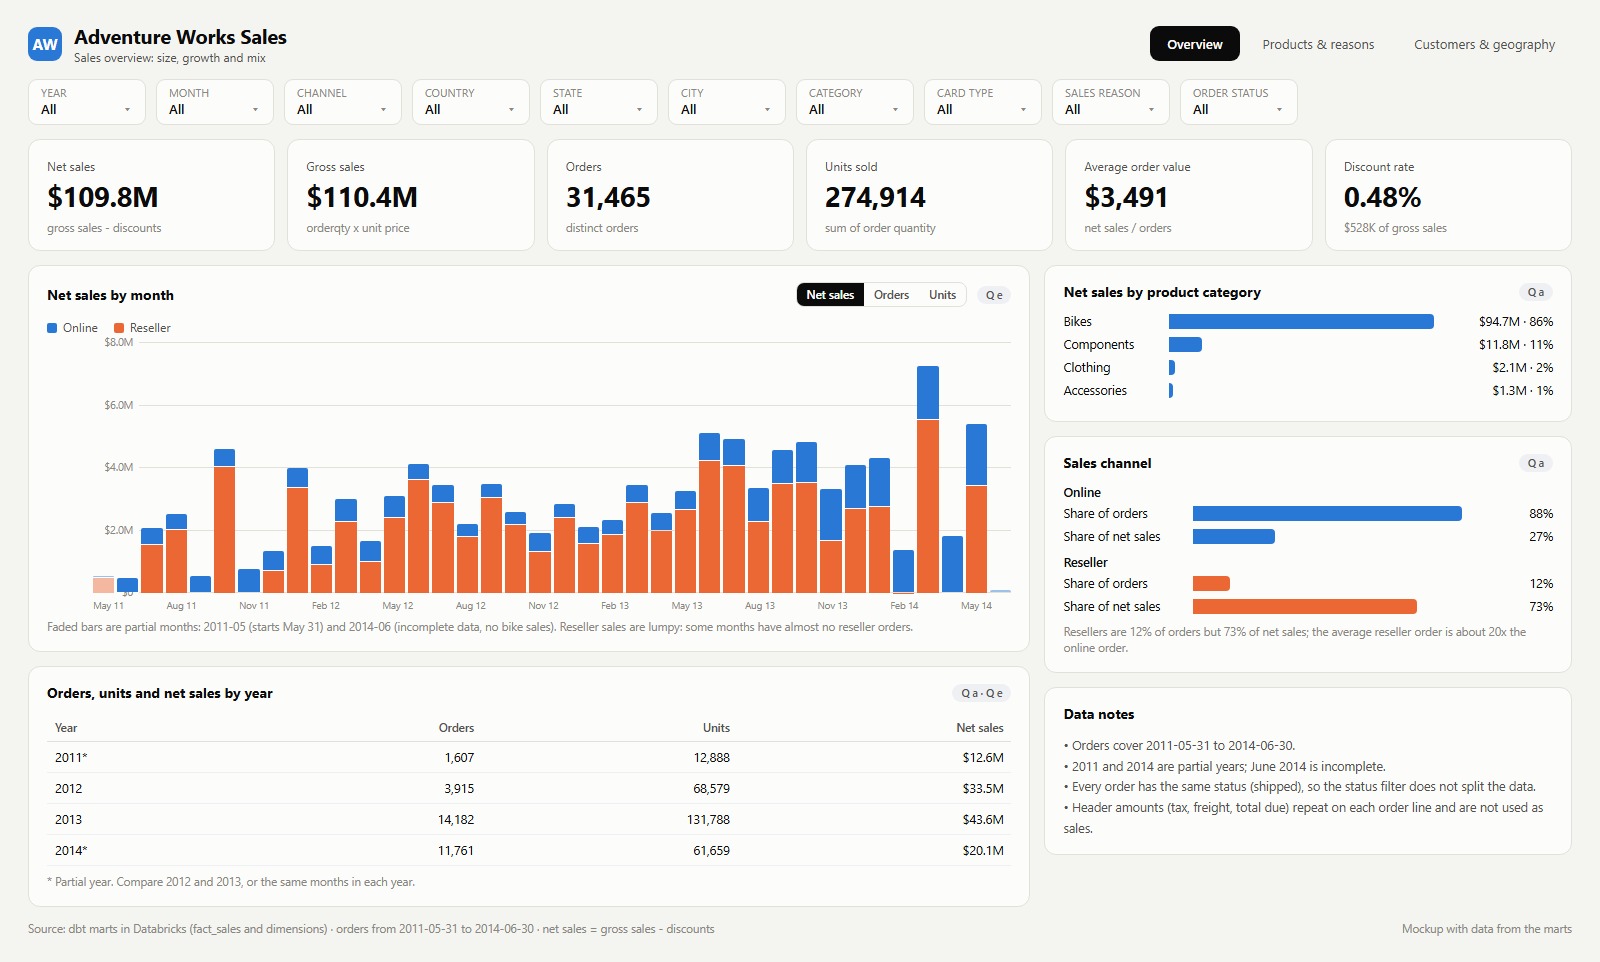 AW
Adventure Works Sales
Sales overview: size, growth and mix
Overview
Products & reasons
Customers & geography
YEAR
All
MONTH
All
CHANNEL
All
COUNTRY
All
STATE
All
CITY
All
CATEGORY
All
CARD TYPE
All
SALES REASON
All
ORDER STATUS
All
Net sales
$109.8M
gross sales - discounts
Gross sales
$110.4M
orderqty x unit price
Orders
31,465
distinct orders
Units sold
274,914
sum of order quantity
Average order value
$3,491
net sales / orders
Discount rate
0.48%
$528K of gross sales
Net sales by month
Net sales Orders Units
Q e
Online Reseller
$8.0M
$6.0M
$4.0M
$2.0M
$0
May 11 Aug 11 Nov 11 Feb 12 May 12 Aug 12 Nov 12 Feb 13 May 13 Aug 13 Nov 13 Feb 14 May 14
Faded bars are partial months: 2011-05 (starts May 31) and 2014-06 (incomplete data, no bike sales). Reseller sales are lumpy: some months have almost no reseller orders.
Net sales by product category
Q a
Bikes $94.7M · 86%
Components $11.8M · 11%
Clothing $2.1M · 2%
Accessories $1.3M · 1%
Sales channel
Q a
Online
Share of orders 88%
Share of net sales 27%
Reseller
Share of orders 12%
Share of net sales 73%
Resellers are 12% of orders but 73% of net sales; the average reseller order is about 20x the
online order.
Orders, units and net sales by year
Q a · Q e
Year Orders Units Net sales
2011* 1,607 12,888 $12.6M
2012 3,915 68,579 $33.5M
2013 14,182 131,788 $43.6M
2014* 11,761 61,659 $20.1M
* Partial year. Compare 2012 and 2013, or the same months in each year.
Data notes
• Orders cover 2011-05-31 to 2014-06-30.
• 2011 and 2014 are partial years; June 2014 is incomplete.
• Every order has the same status (shipped), so the status filter does not split the data.
• Header amounts (tax, freight, total due) repeat on each order line and are not used as
sales.
Source: dbt marts in Databricks (fact_sales and dimensions) · orders from 2011-05-31 to 2014-06-30 · net sales = gross sales - discounts
Mockup with data from the marts